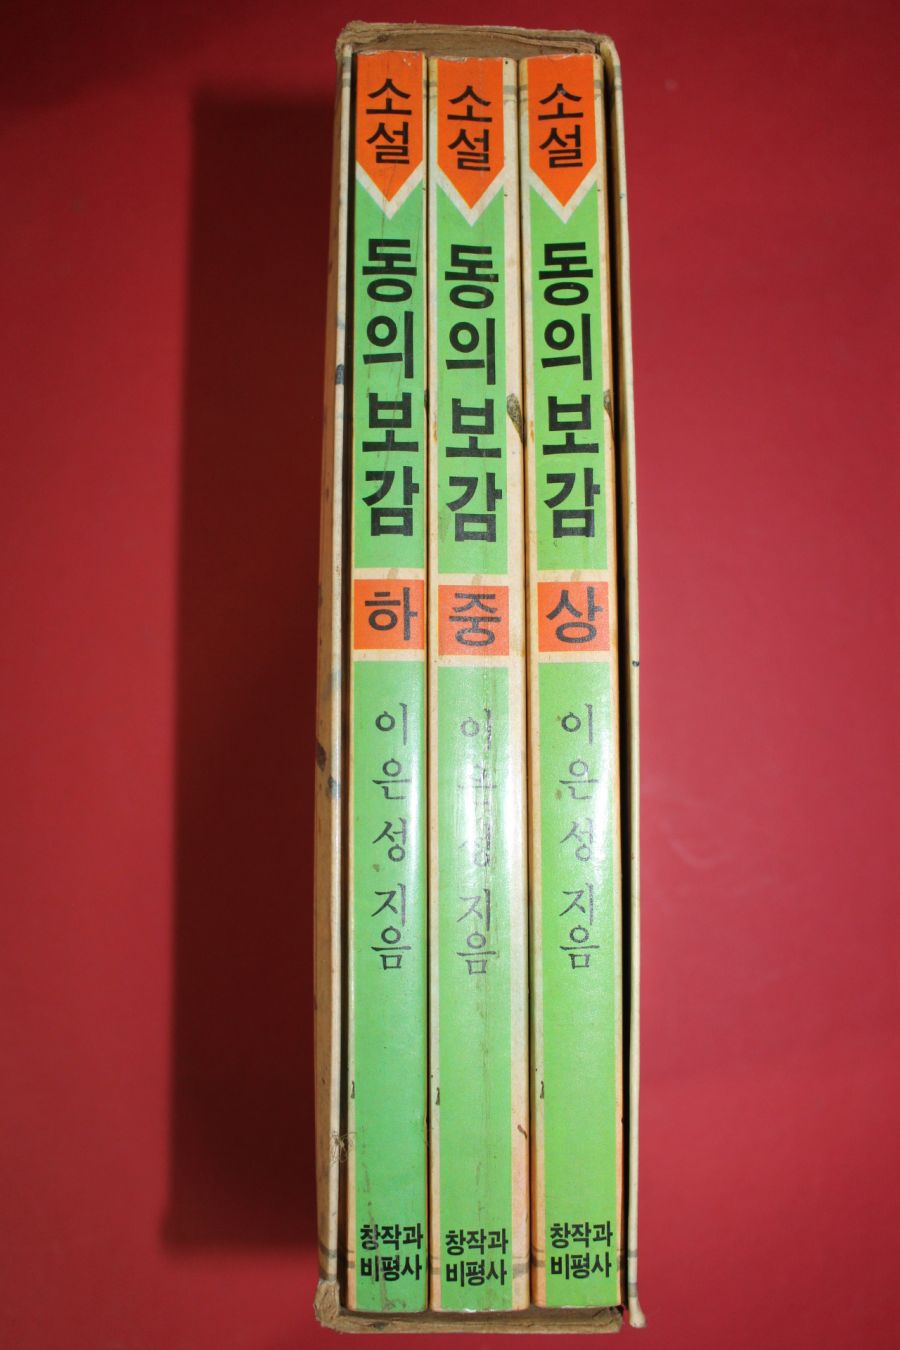 소설
동의보감
하
이은성 지음
창작과
비평사
소설
동의보감
중
이은성 지음
창작과
비평사
소설
동의보감
상
이은성 지음
창작과
비평사